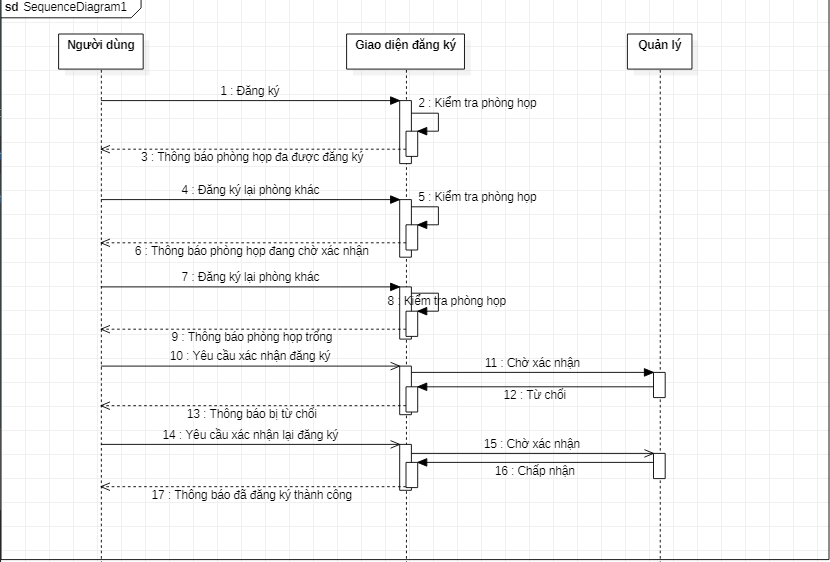 sd SequenceDiagram1
Người dùng
Giao diện đăng ký
Quản lý
1 : Đăng ký
2 : Kiểm tra phòng họp
3 : Thông báo phòng họp đa được đăng ký
4 : Đăng ký lại phòng khác
5 : Kiểm tra phòng họp
6 : Thông báo phòng họp đang chờ xác nhận
7 : Đăng ký lại phòng khác
8 : Kiểm tra phòng họp
9 : Thông báo phòng họp trống
10 : Yêu cầu xác nhận đăng ký
11 : Chờ xác nhận
12 : Từ chối
13 : Thông báo bị từ chối
14 : Yêu cầu xác nhận lại đăng ký
15 : Chờ xác nhận
16 : Chấp nhận
17 : Thông báo đã đăng ký thành công